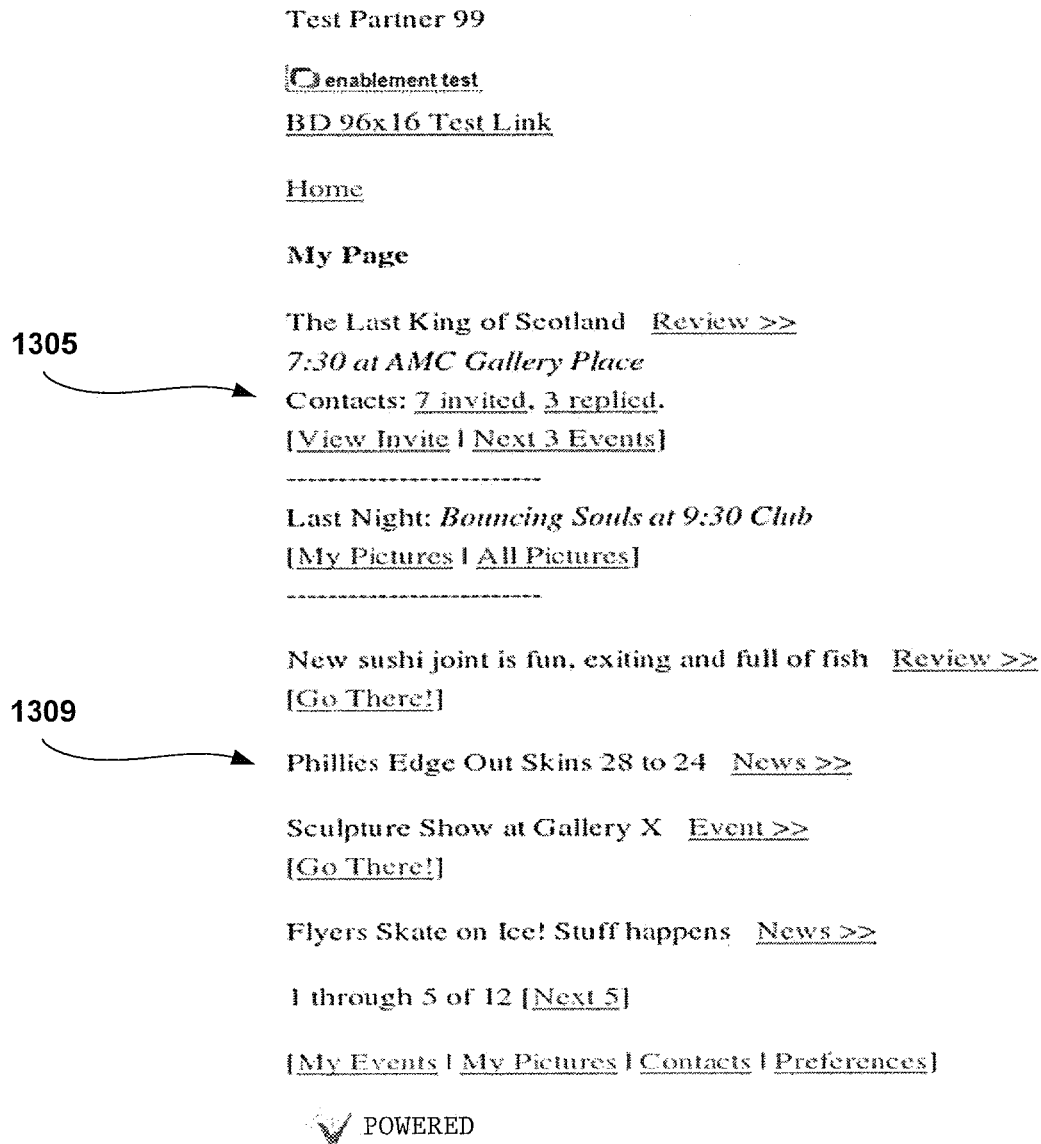 Test Partner 99
enablement test
BD 96x16 Test Link
Home
My Page
The Last King of Scotland Review >>
1305
7:30 at AMC Gallery Place
Contacts: 7 invited, 3 replied.
[View Invite | Next 3 Events]
-------------------------
Last Night: Bouncing Souls at 9:30 Club
[My Pictures | All Pictures]
-------------------------
New sushi joint is fun, exiting and full of fish Review >>
[Go There!]
1309
Phillies Edge Out Skins 28 to 24 News >>
Sculpture Show at Gallery X Event >>
[Go There!]
Flyers Skate on Ice! Stuff happens News >>
1 through 5 of 12 [Next 5]
[My Events | My Pictures | Contacts | Preferences]
POWERED